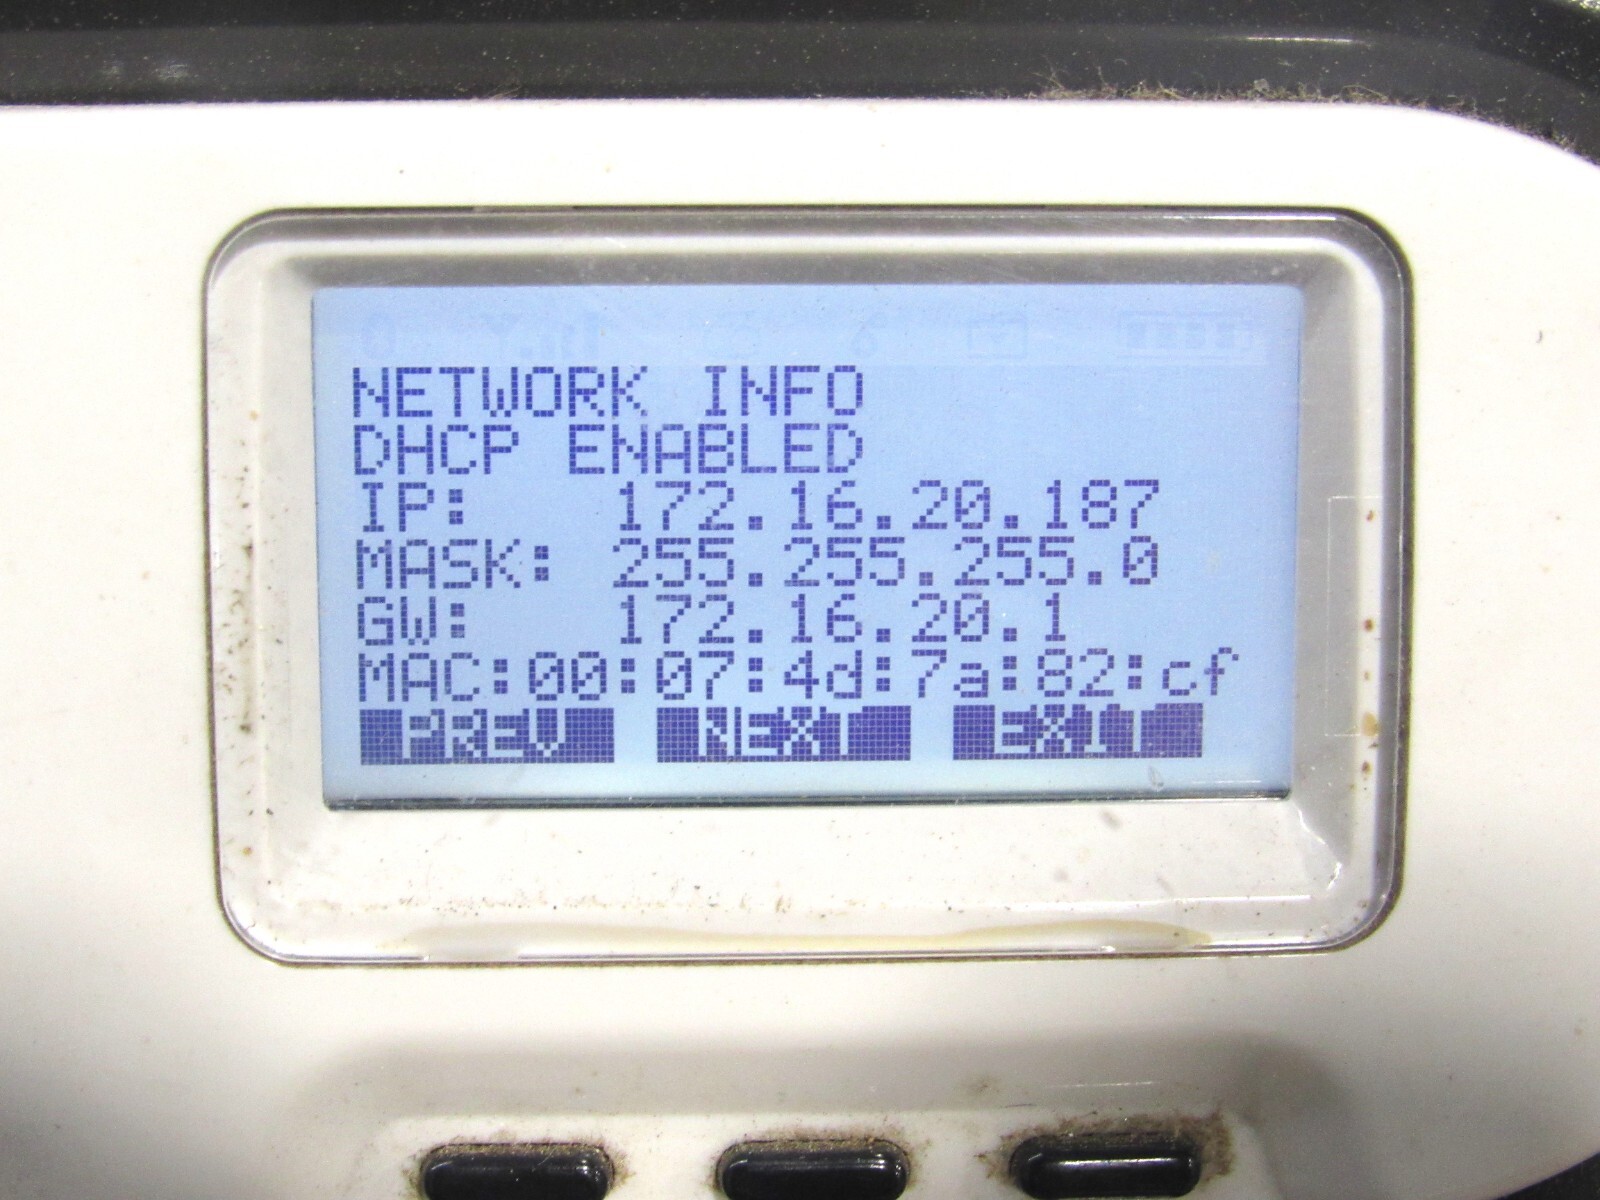 NETWORK INFO
DHCP ENABLED
IP: 172.16.20.187
MASK: 255.255.255.0
GW: 172.16.20.1
MAC:00:07:4d:7a:82:cf
PREV NEXT EXIT